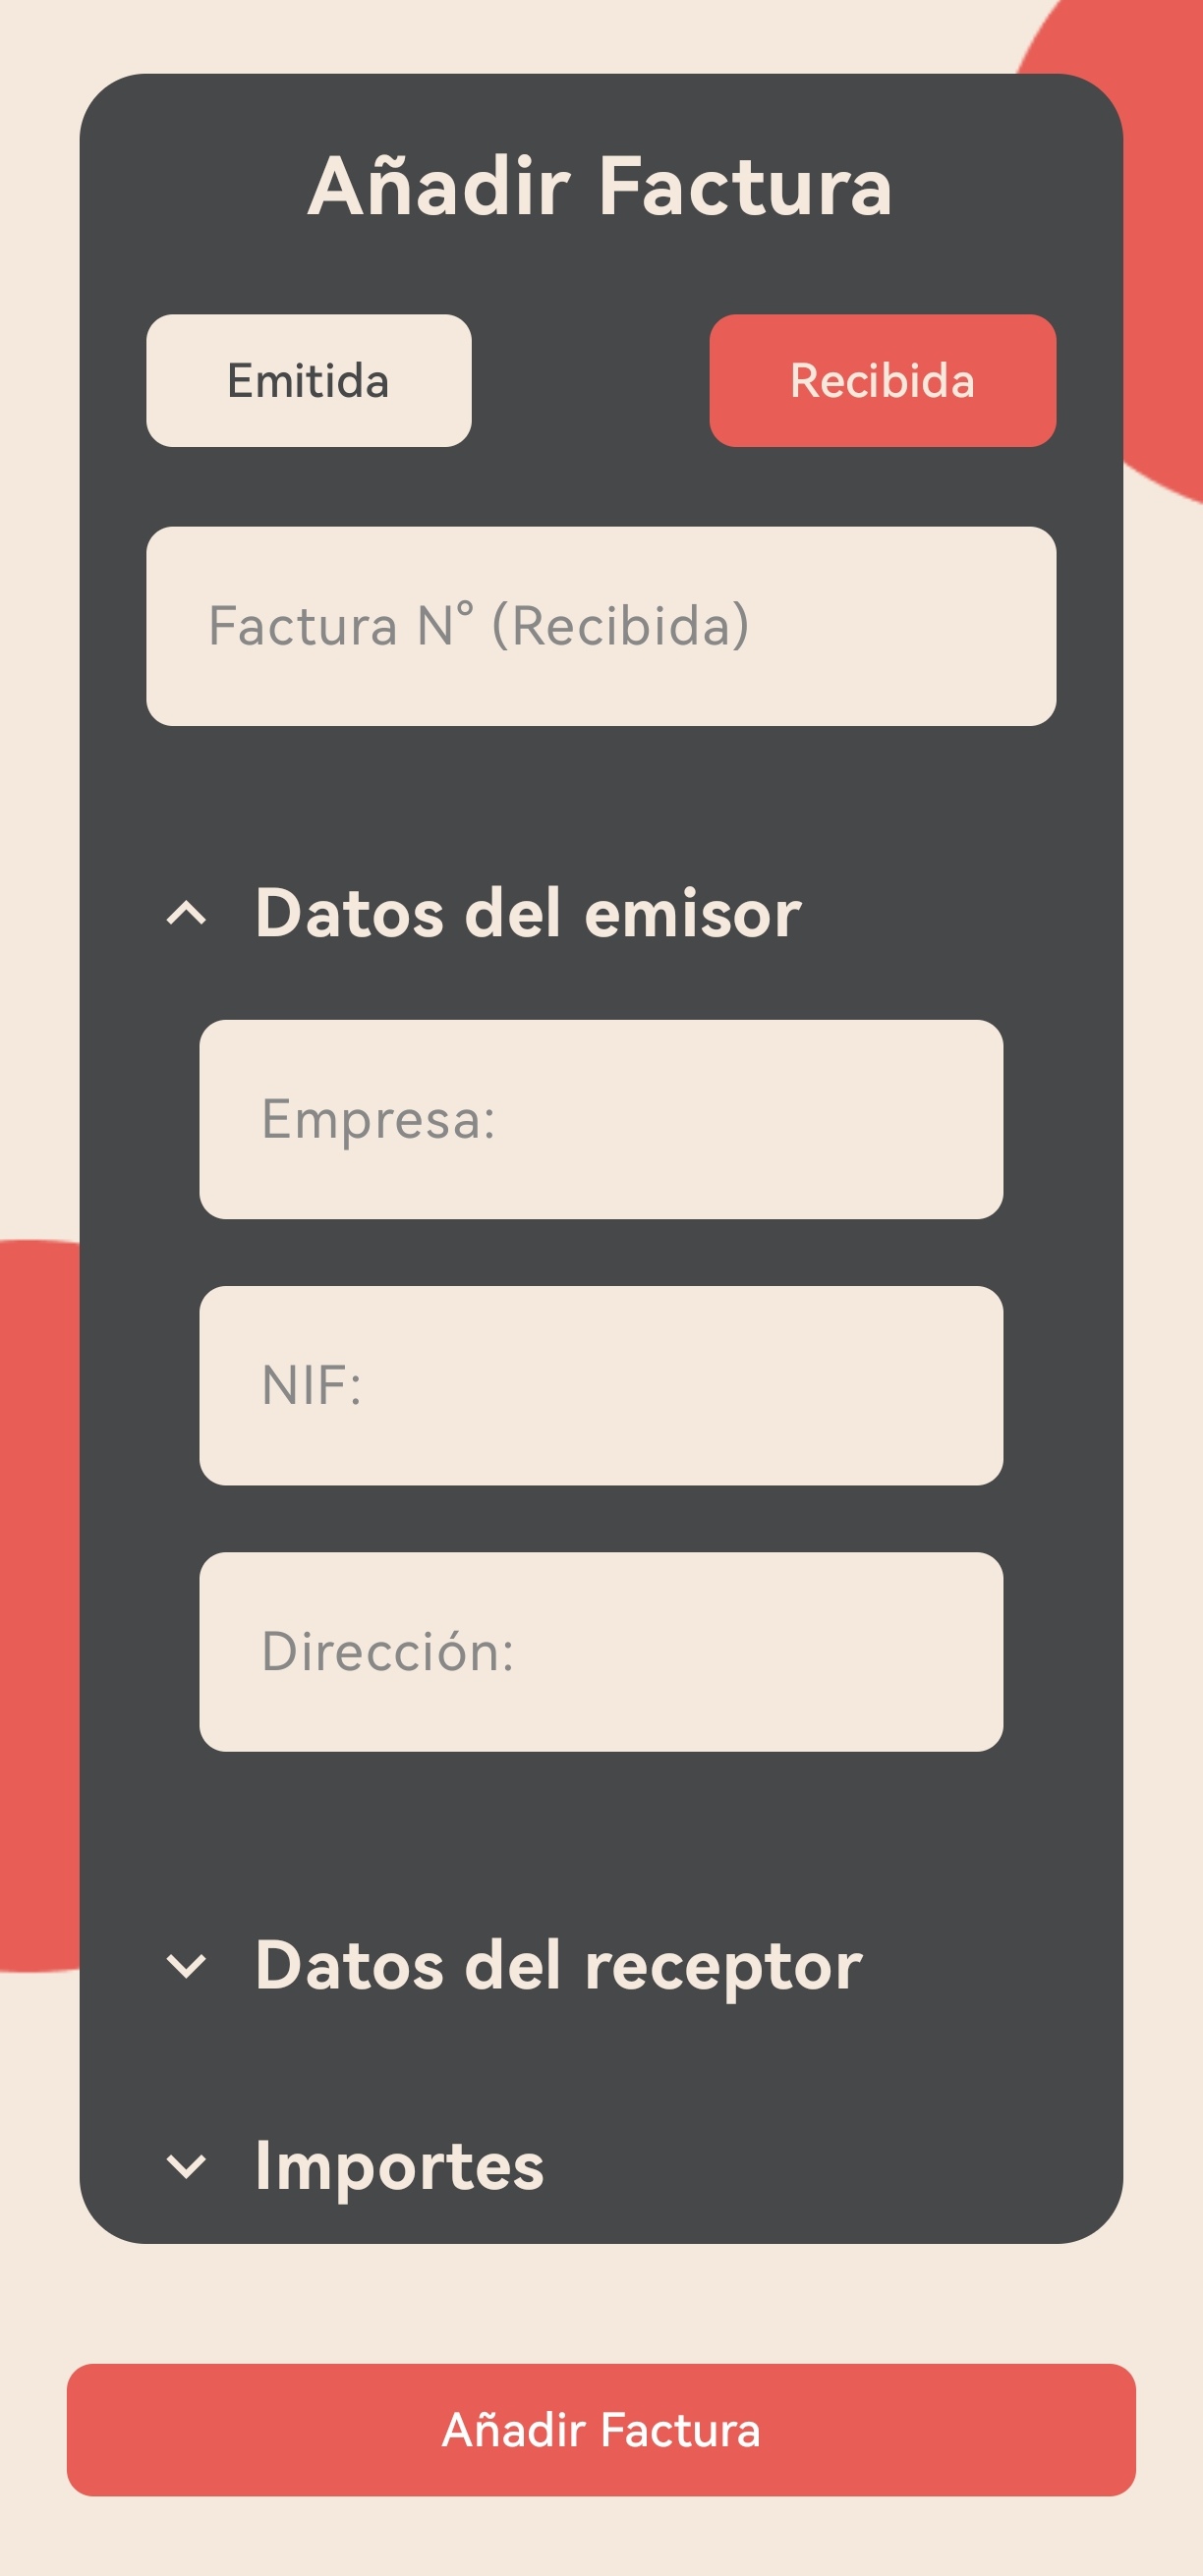 Añadir Factura
Emitida
Recibida
Factura N° (Recibida)
Datos del emisor
Empresa:
NIF:
Dirección:
Datos del receptor
Importes
Añadir Factura